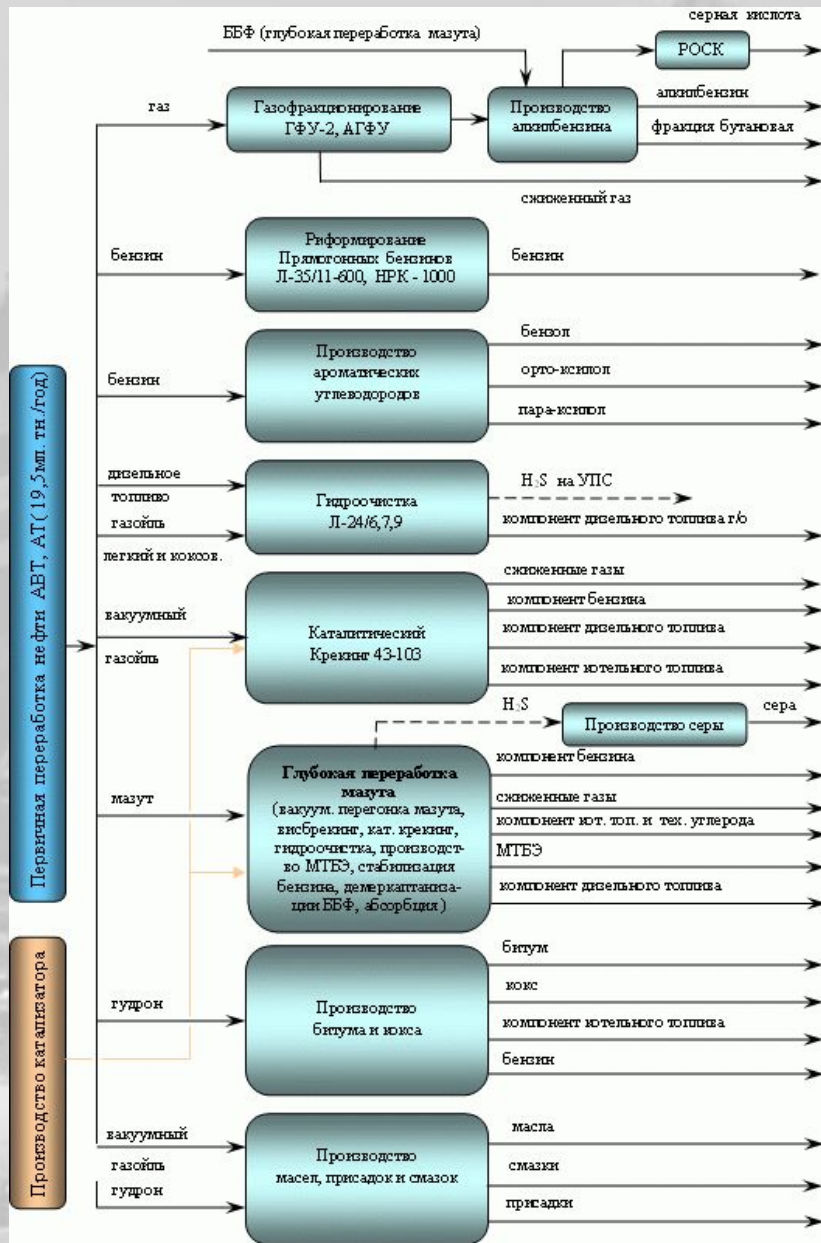 ББФ (глубокая переработка мазута)
серная кислота
РОСК
газ
Газофракционирование
ГФУ-2, АГФУ
Производство
алкилбензина
алкилбензин
фракция бутановая
сжиженный газ
бензин
Риформирование
Прямогонных бензинов
Л-35/11-600, НРК - 1000
бензин
бензин
Производство
ароматических
углеводородов
бензол
орто-ксилол
пара-ксилол
дизельное
топливо
газойль
легкий и коксов.
Гидроочистка
Л-24/6,7,9
H₂S на УПС
компонент дизельного топлива г/о
вакуумный
газойль
Каталитический
Крекинг 43-103
сжиженные газы
компонент бензина
компонент дизельного топлива
компонент котельного топлива
H₂S
Производство серы
сера
мазут
Глубокая переработка
мазута
(вакуум. перегонка мазута,
висбрекинг, кат. крекинг,
гидроочистка, производст-
во МТБЭ, стабилизация
бензина, демеркаптаниза-
ции ББФ, абсорбция)
компонент бензина
сжиженные газы
компонент кот. топ. и тех. углерода
МТБЭ
компонент дизельного топлива
гудрон
Производство
битума и кокса
битум
кокс
компонент котельного топлива
бензин
вакуумный
газойль
гудрон
Производство
масел, присадок и смазок
масла
смазки
присадки
Первичная переработка нефти АВТ, АТ(19,5мл. тн./год)
Производство катализатора